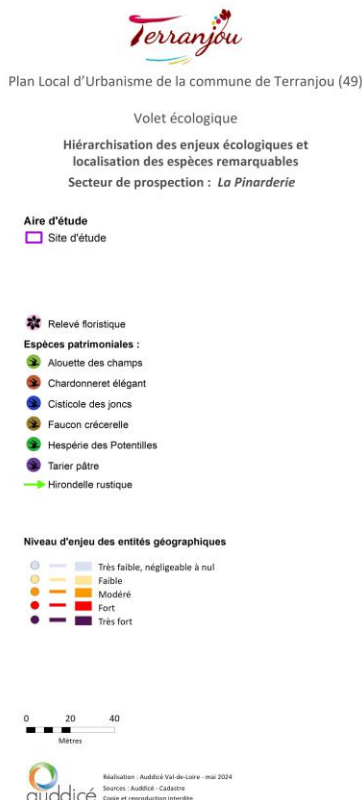 Terranjou
Plan Local d’Urbanisme de la commune de Terranjou (49)
Volet écologique
Hiérarchisation des enjeux écologiques et
localisation des espèces remarquables
Secteur de prospection : La Pinarderie
Aire d'étude
Site d'étude
Relevé floristique
Espèces patrimoniales :
Alouette des champs
Chardonneret élégant
Cisticole des joncs
Faucon crécerelle
Hespérie des Potentilles
Tarier pâtre
Hirondelle rustique
Niveau d'enjeu des entités géographiques
Très faible, négligeable à nul
Faible
Modéré
Fort
Très fort
0 20 40
Mètres
auddicé
Réalisation : Auddicé Val-de-Loire - mai 2024
Sources : Auddicé - Cadastre
Copie et reproduction interdite